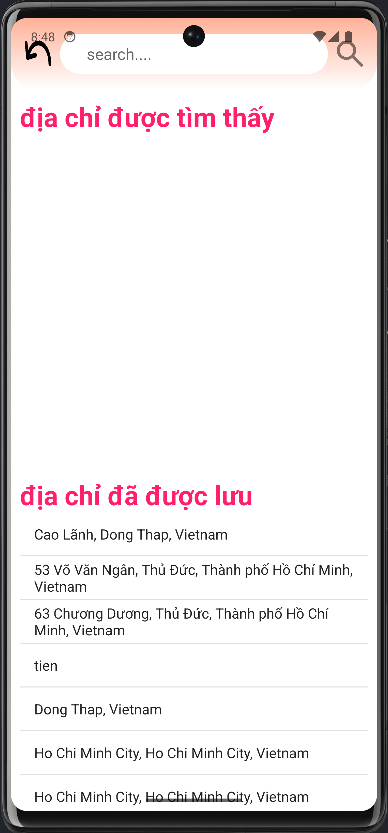 8:48
search....
địa chỉ được tìm thấy
địa chỉ đã được lưu
Cao Lãnh, Dong Thap, Vietnam
53 Võ Văn Ngân, Thủ Đức, Thành phố Hồ Chí Minh,
Vietnam
63 Chương Dương, Thủ Đức, Thành phố Hồ Chí
Minh, Vietnam
tien
Dong Thap, Vietnam
Ho Chi Minh City, Ho Chi Minh City, Vietnam
Ho Chi Minh City, Ho Chi Minh City, Vietnam